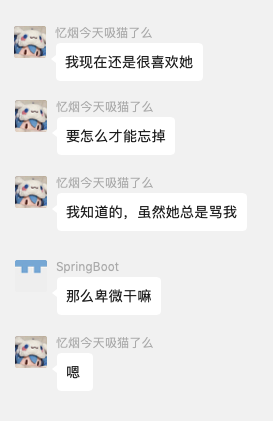 忆烟今天吸猫了么
我现在还是很喜欢她
忆烟今天吸猫了么
要怎么才能忘掉
忆烟今天吸猫了么
我知道的，虽然她总是骂我
SpringBoot
那么卑微干嘛
忆烟今天吸猫了么
嗯